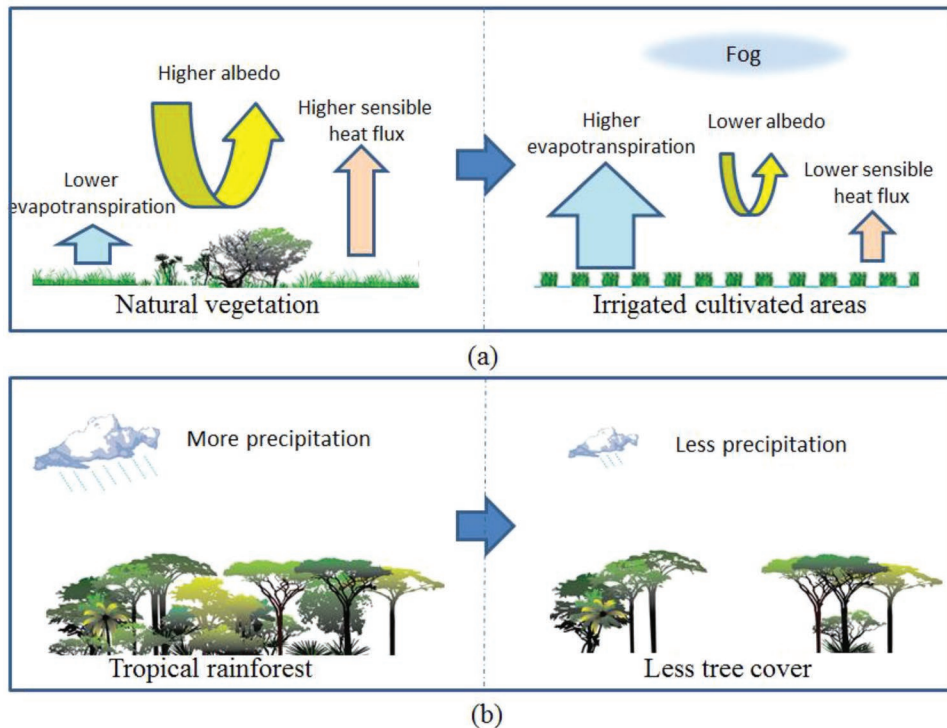 Higher albedo
Higher sensible
heat flux
Lower
evapotranspiration
Natural vegetation
Fog
Higher
evapotranspiration
Lower albedo
Lower sensible
heat flux
Irrigated cultivated areas
(a)
More precipitation
Tropical rainforest
Less precipitation
Less tree cover
(b)